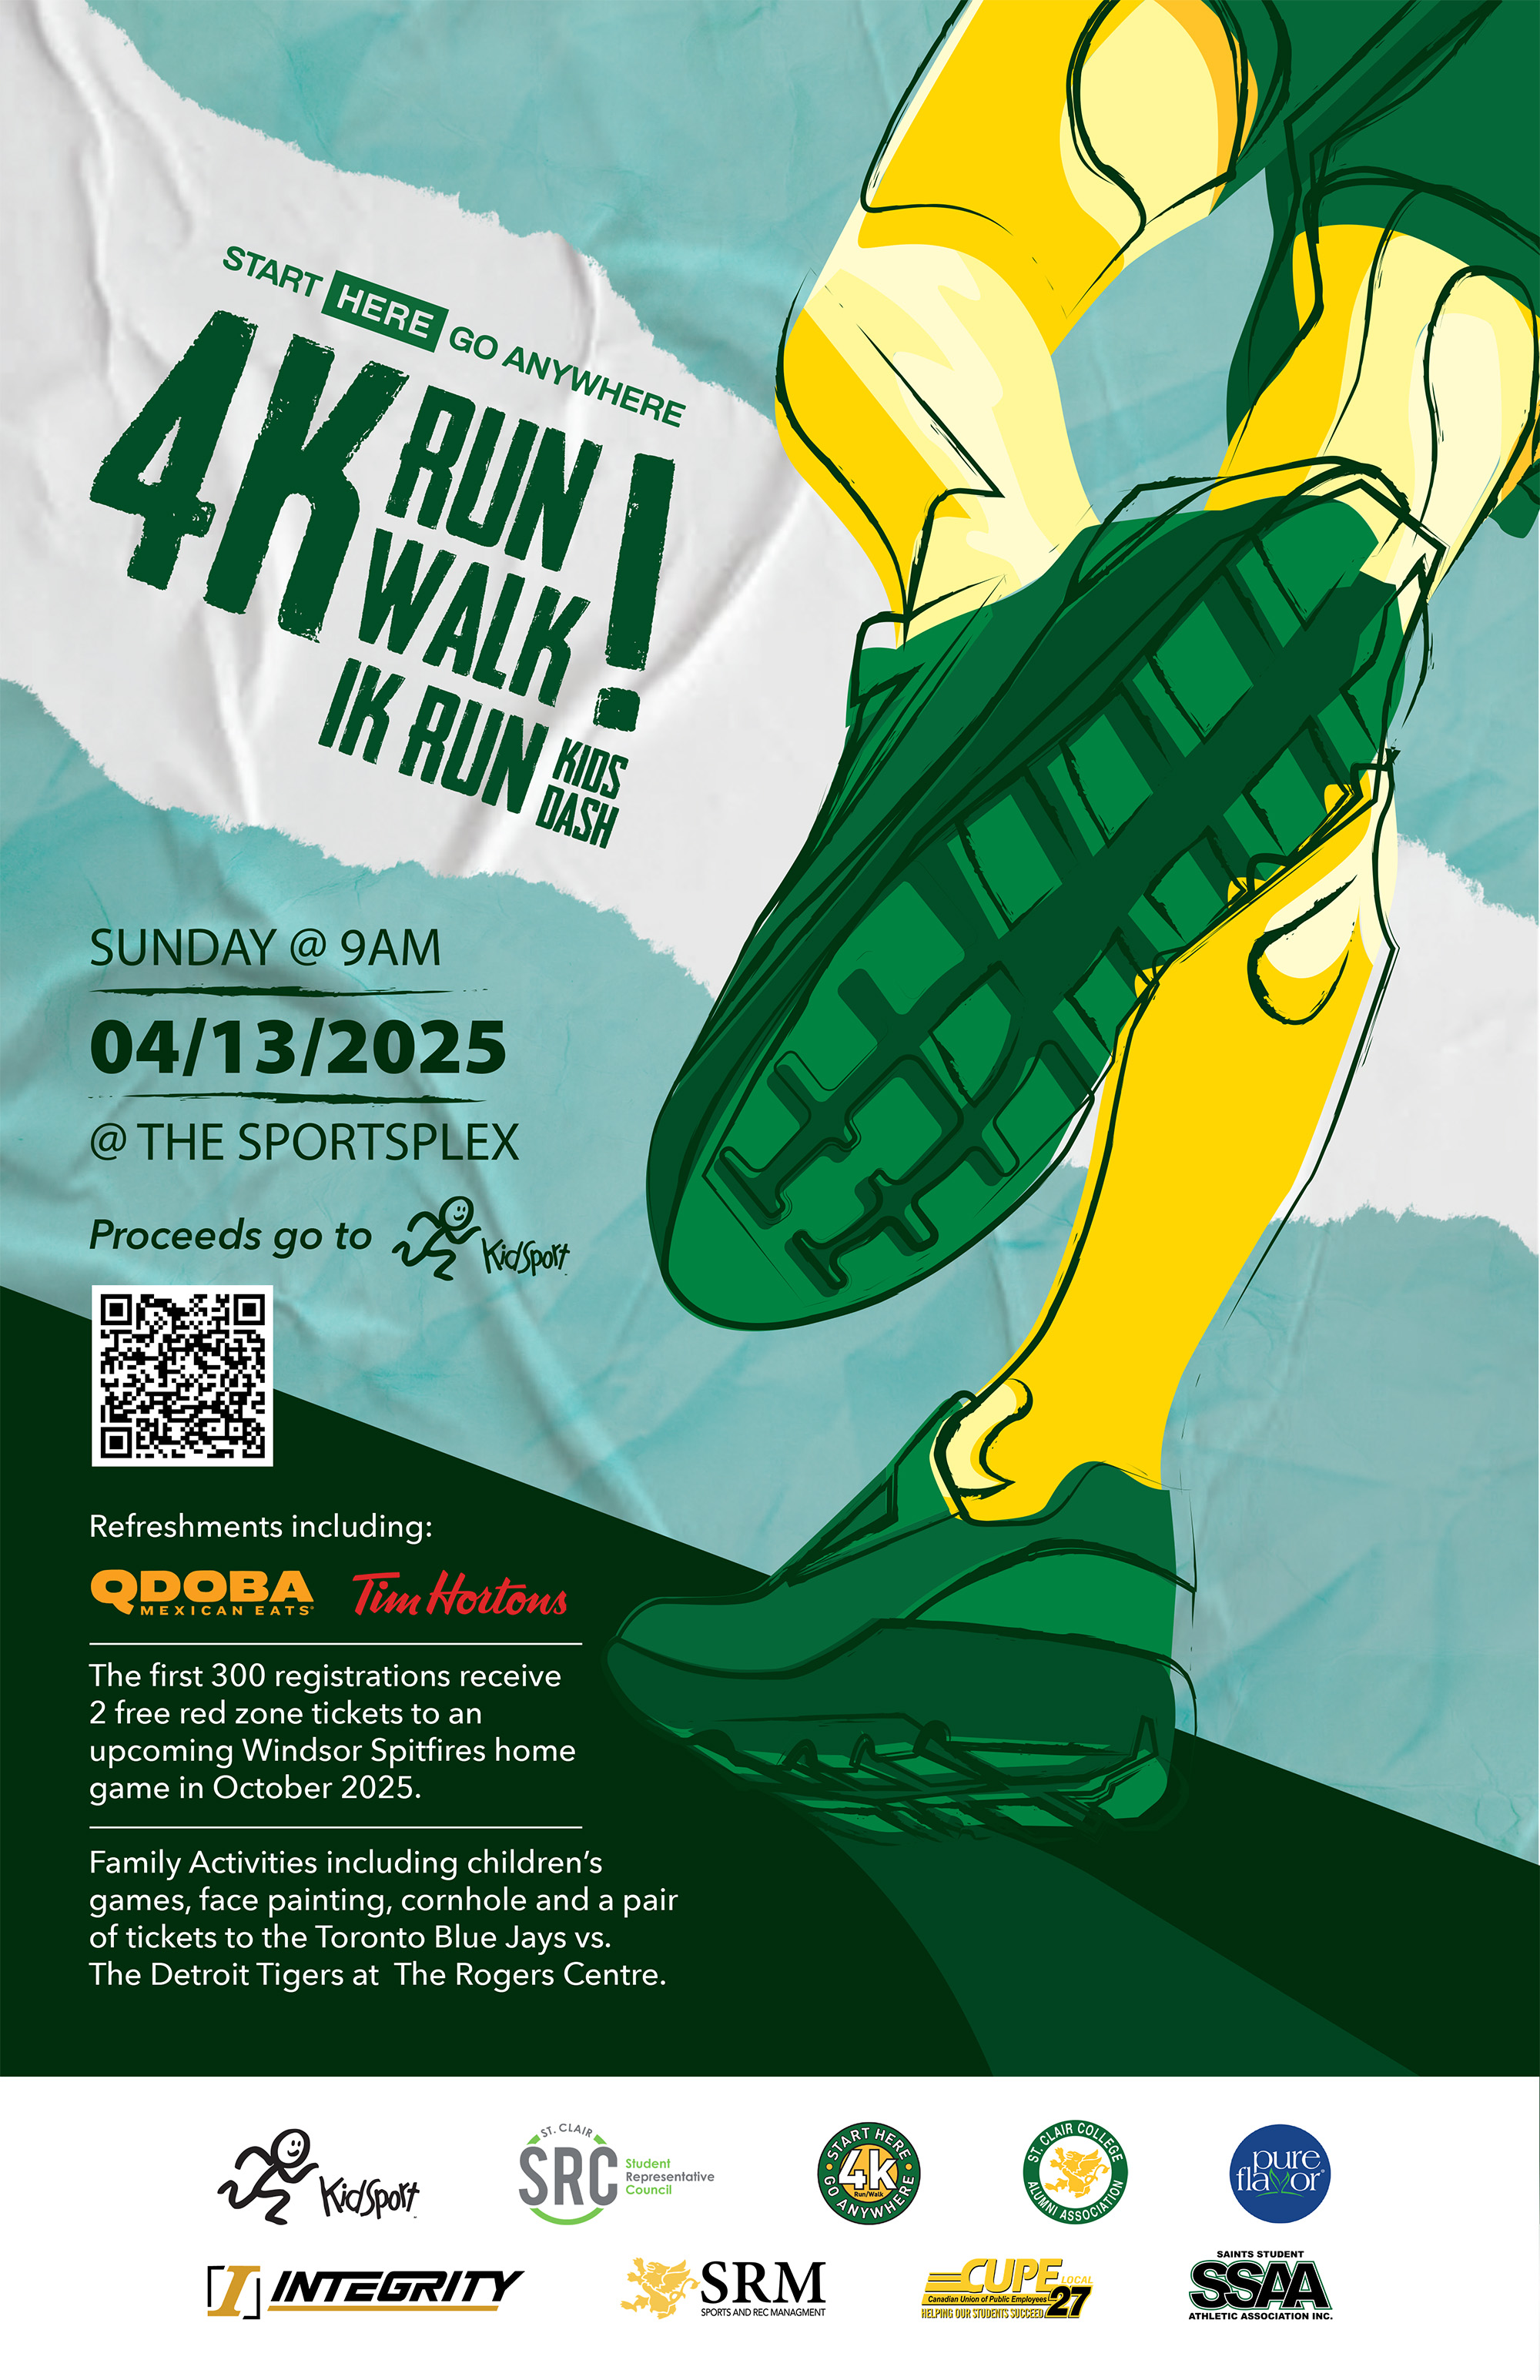 START HERE GO ANYWHERE
4K RUN
WALK!
1K RUN KIDS
DASH
SUNDAY @ 9AM
04/13/2025
@ THE SPORTSPLEX
Proceeds go to KidSport™
Refreshments including:
QDOBA
MEXICAN EATS®
Tim Hortons
The first 300 registrations receive
2 free red zone tickets to an
upcoming Windsor Spitfires home
game in October 2025.
Family Activities including children's
games, face painting, cornhole and a pair
of tickets to the Toronto Blue Jays vs.
The Detroit Tigers at The Rogers Centre.
KidSport™
ST. CLAIR
SRC
Student
Representative
Council
START HERE
4k
Run/Walk
GO ANYWHERE
ST. CLAIR COLLEGE
ALUMNI ASSOCIATION
pure
flavor®
I INTEGRITY
SRM
SPORTS AND REC MANAGMENT
CUPE LOCAL
Canadian Union of Public Employees 27
HELPING OUR STUDENTS SUCCEED
SAINTS STUDENT
SSAA
ATHLETIC ASSOCIATION INC.